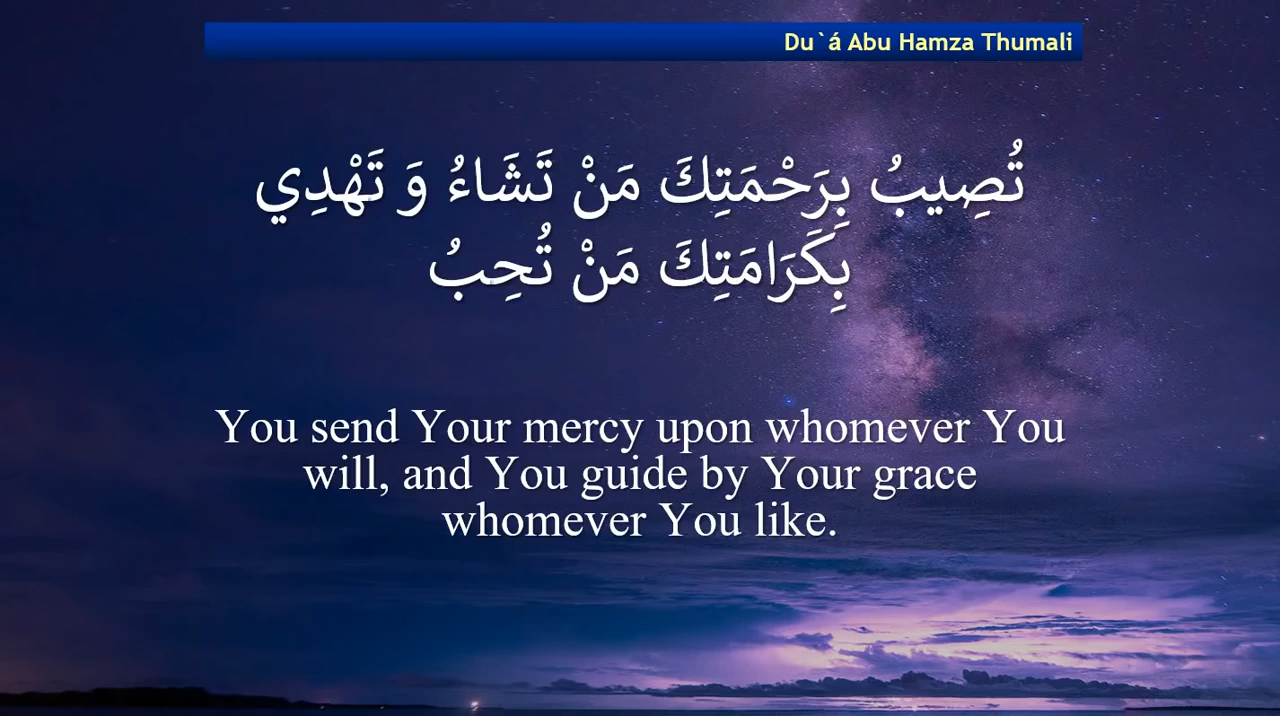 Du`á Abu Hamza Thumali
تُصِيبُ بِرَحْمَتِكَ مَنْ تَشَاءُ وَ تَهْدِي
بِكَرَامَتِكَ مَنْ تُحِبُ
You send Your mercy upon whomever You
will, and You guide by Your grace
whomever You like.